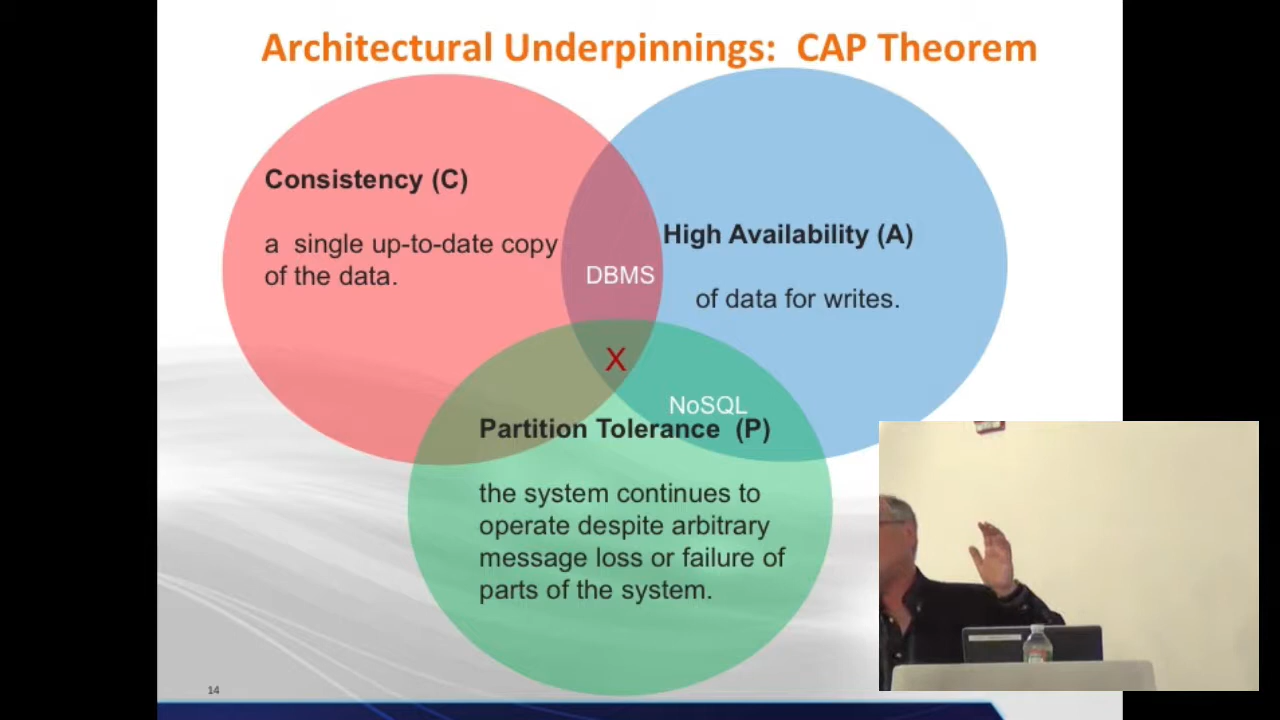 Architectural Underpinnings: CAP Theorem
Consistency (C)
a single up-to-date copy
of the data.
High Availability (A)
of data for writes.
DBMS
X
NoSQL
Partition Tolerance (P)
the system continues to
operate despite arbitrary
message loss or failure of
parts of the system.
14